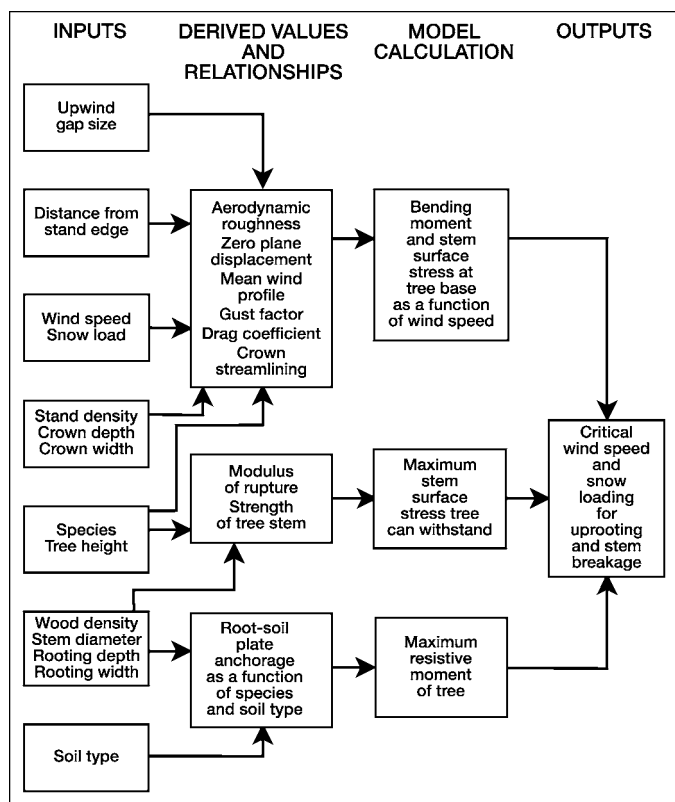 INPUTS
DERIVED VALUES
AND
RELATIONSHIPS
MODEL
CALCULATION
OUTPUTS
Upwind
gap size
Distance from
stand edge
Wind speed
Snow load
Stand density
Crown depth
Crown width
Species
Tree height
Wood density
Stem diameter
Rooting depth
Rooting width
Soil type
Aerodynamic
roughness
Zero plane
displacement
Mean wind
profile
Gust factor
Drag coefficient
Crown
streamlining
Modulus
of rupture
Strength
of tree stem
Root-soil
plate
anchorage
as a function
of species
and soil type
Bending
moment
and stem
surface
stress at
tree base
as a function
of wind speed
Maximum
stem
surface
stress tree
can withstand
Maximum
resistive
moment
of tree
Critical
wind speed
and
snow
loading
for
uprooting
and stem
breakage